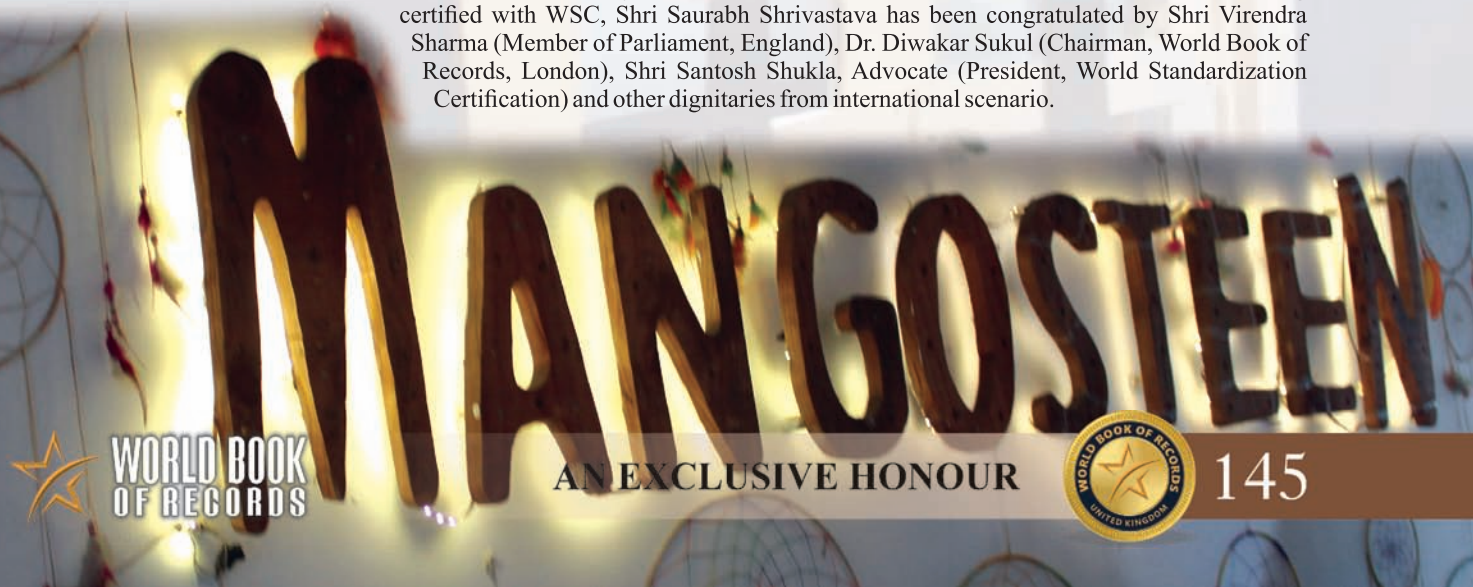 certified with WSC, Shri Saurabh Shrivastava has been congratulated by Shri Virendra
Sharma (Member of Parliament, England), Dr. Diwakar Sukul (Chairman, World Book of
Records, London), Shri Santosh Shukla, Advocate (President, World Standardization
Certification) and other dignitaries from international scenario.
MANGOSTEEN
WORLD BOOK
OF RECORDS
AN EXCLUSIVE HONOUR
WORLD BOOK OF RECORDS
UNITED KINGDOM
145